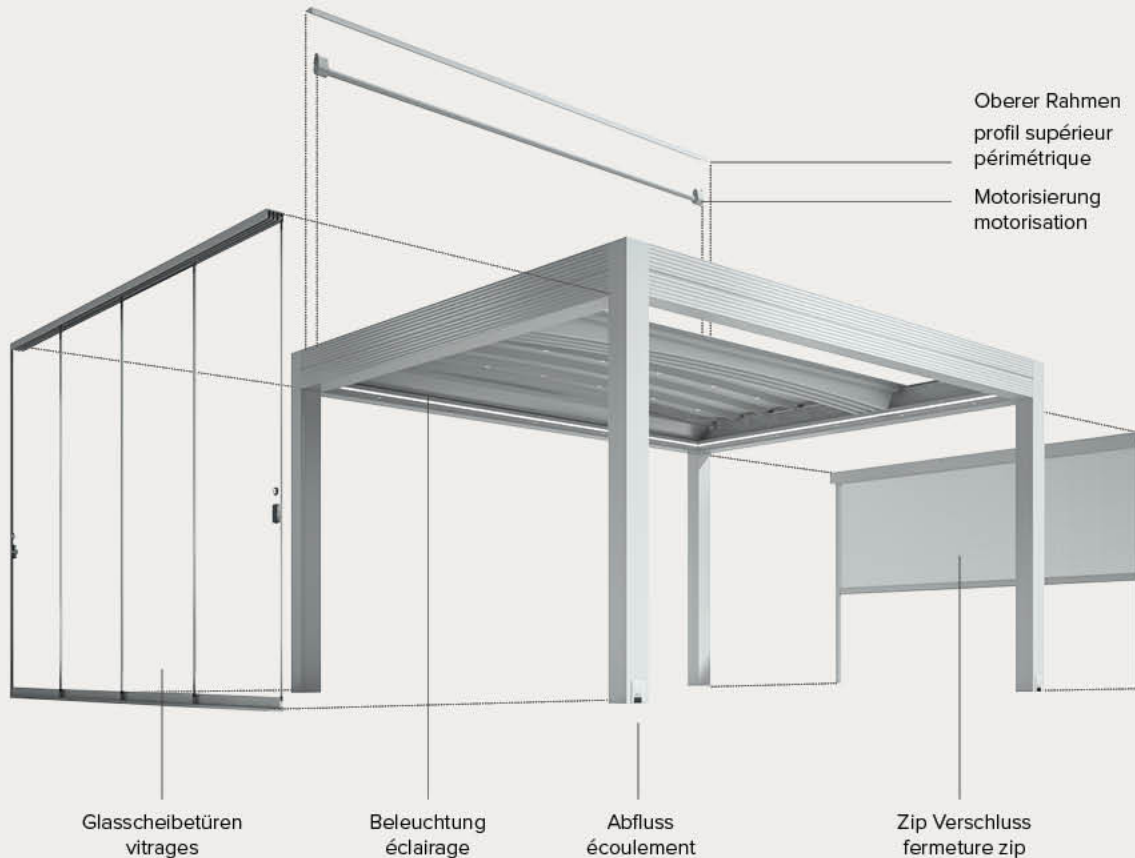 Oberer Rahmen
profil supérieur
périmétrique
Motorisierung
motorisation
Glasscheibetüren
vitrages
Beleuchtung
éclairage
Abfluss
écoulement
Zip Verschluss
fermeture zip